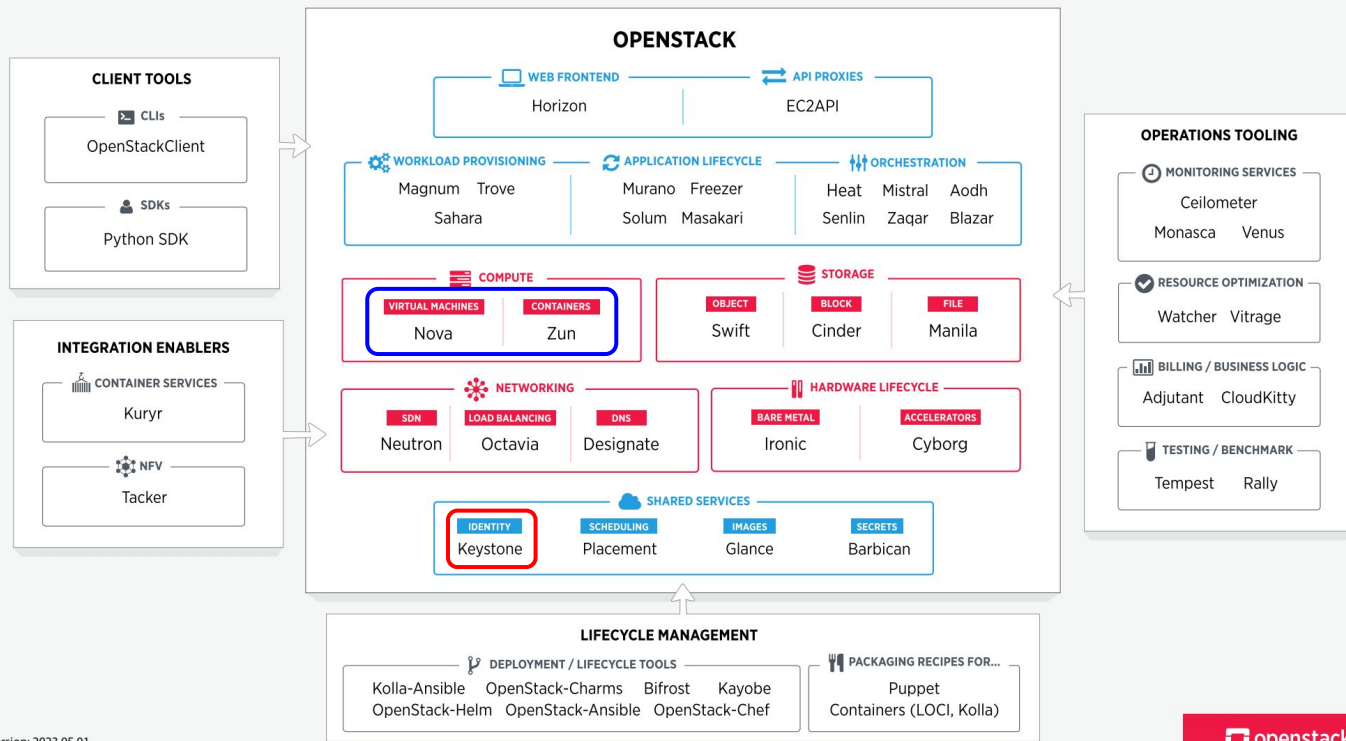 OPENSTACK
WEB FRONTEND
API PROXIES
Horizon
EC2API
WORKLOAD PROVISIONING
APPLICATION LIFECYCLE
ORCHESTRATION
Magnum Trove
Sahara
Murano Freezer
Solum Masakari
Heat Mistral Aodh
Senlin Zaqar Blazar
COMPUTE
VIRTUAL MACHINES
CONTAINERS
Nova
Zun
STORAGE
OBJECT
BLOCK
FILE
Swift
Cinder
Manila
NETWORKING
SDN
LOAD BALANCING
DNS
Neutron
Octavia
Designate
HARDWARE LIFECYCLE
BARE METAL
ACCELERATORS
Ironic
Cyborg
SHARED SERVICES
IDENTITY
SCHEDULING
IMAGES
SECRETS
Keystone
Placement
Glance
Barbican
CLIENT TOOLS
CLIs
OpenStackClient
SDKs
Python SDK
INTEGRATION ENABLERS
CONTAINER SERVICES
Kuryr
NFV
Tacker
OPERATIONS TOOLING
MONITORING SERVICES
Ceilometer
Monasca Venus
RESOURCE OPTIMIZATION
Watcher Vitrage
BILLING / BUSINESS LOGIC
Adjutant CloudKitty
TESTING / BENCHMARK
Tempest Rally
LIFECYCLE MANAGEMENT
DEPLOYMENT / LIFECYCLE TOOLS
Kolla-Ansible OpenStack-Charms Bifrost Kayobe
OpenStack-Helm OpenStack-Ansible OpenStack-Chef
PACKAGING RECIPES FOR...
Puppet
Containers (LOCI, Kolla)
openstack